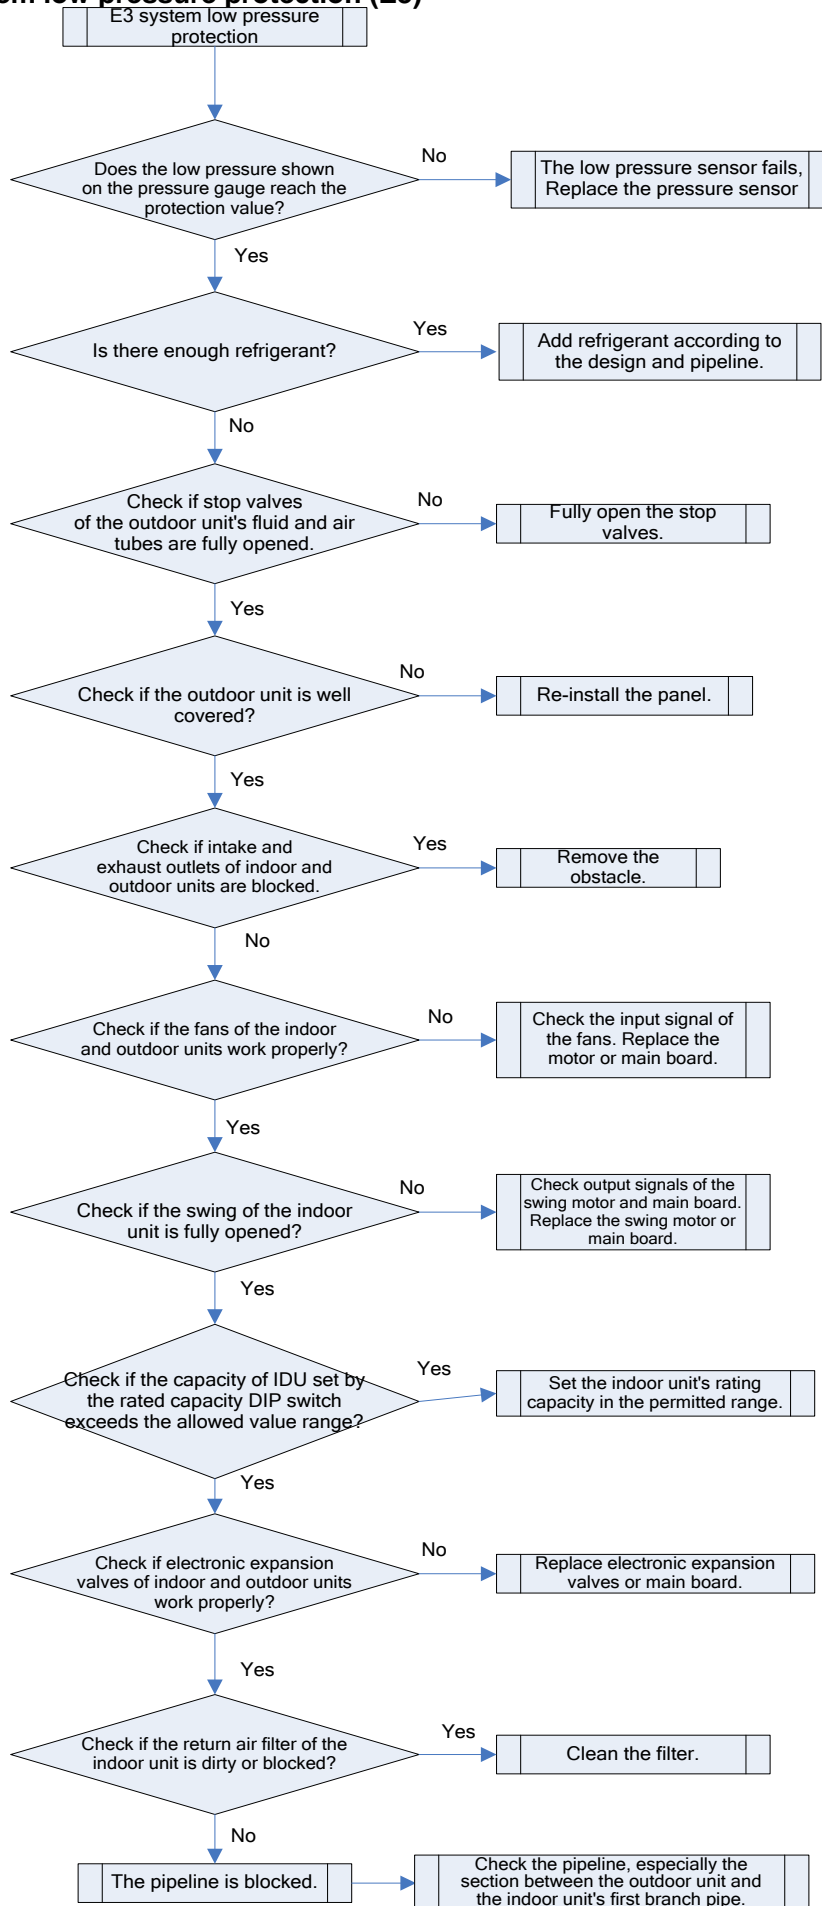 E3 system low pressure
protection
Does the low pressure shown
on the pressure gauge reach the
protection value?
No
The low pressure sensor fails,
Replace the pressure sensor
Yes
Is there enough refrigerant?
Yes
Add refrigerant according to
the design and pipeline.
No
Check if stop valves
of the outdoor unit's fluid and air
tubes are fully opened.
No
Fully open the stop
valves.
Yes
Check if the outdoor unit is well
covered?
No
Re-install the panel.
Yes
Check if intake and
exhaust outlets of indoor and
outdoor units are blocked.
Yes
Remove the
obstacle.
No
Check if the fans of the indoor
and outdoor units work properly?
No
Check the input signal of
the fans. Replace the
motor or main board.
Yes
Check if the swing of the indoor
unit is fully opened?
No
Check output signals of the
swing motor and main board.
Replace the swing motor or
main board.
Yes
Check if the capacity of IDU set by
the rated capacity DIP switch
exceeds the allowed value range?
Yes
Set the indoor unit's rating
capacity in the permitted range.
Yes
Check if electronic expansion
valves of indoor and outdoor units
work properly?
No
Replace electronic expansion
valves or main board.
Yes
Check if the return air filter of the
indoor unit is dirty or blocked?
Yes
Clean the filter.
No
The pipeline is blocked.
Check the pipeline, especially the
section between the outdoor unit and
the indoor unit's first branch pipe.